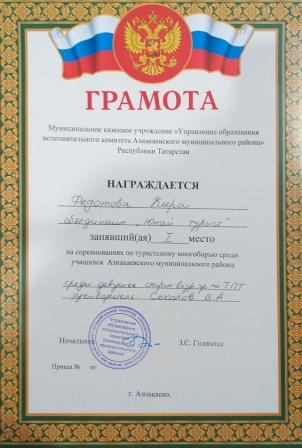 ГРАМОТА
Муниципальное казенное учреждение «Управление образования
исполнительного комитета Азнакаевского муниципального района»
Республики Татарстан
НАГРАЖДАЕТСЯ
Федотова Кира
объединение "Юный турист"
занявший(ая) I место
на соревнованиях по туристскому многоборью среди
учащихся Азнакаевского муниципального района
среди девушек старш возр гр по ТПТ
Руководитель: Соколов В.А
Начальник З.С.
Приказ № от
г. Азнакаево.